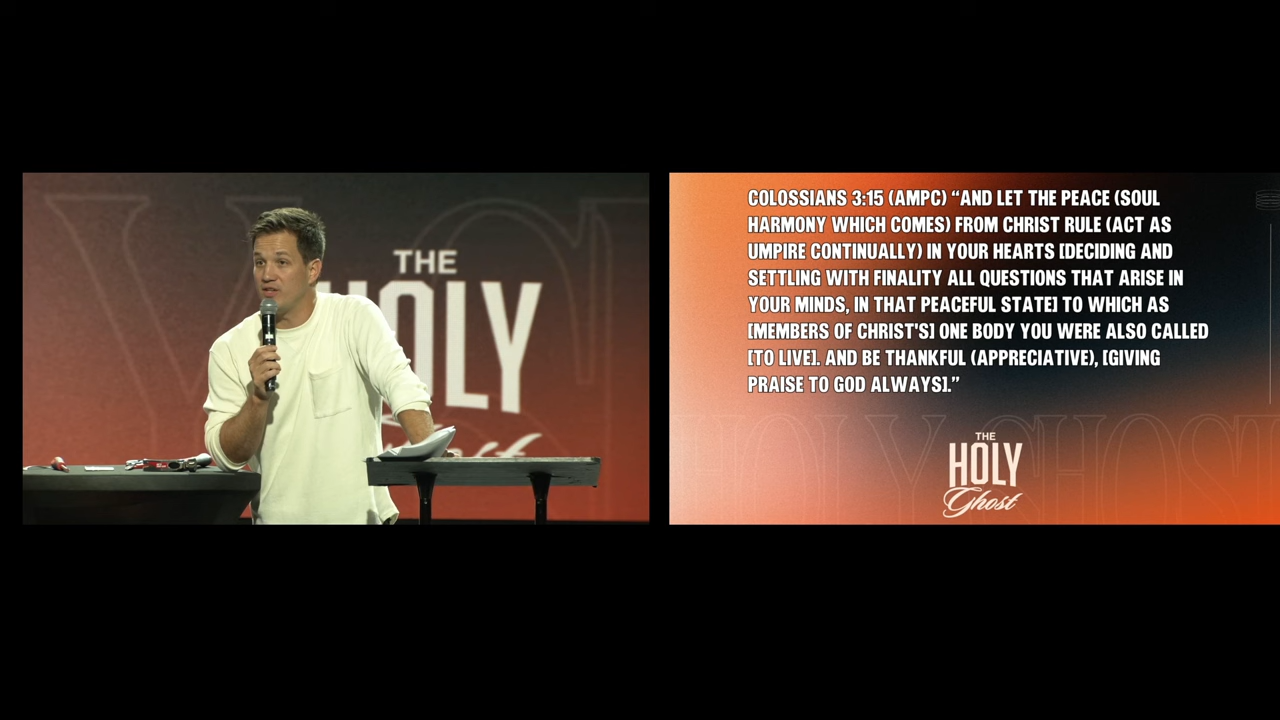 THE
HOLY
Ghost
COLOSSIANS 3:15 (AMPC) “AND LET THE PEACE (SOUL
HARMONY WHICH COMES) FROM CHRIST RULE (ACT AS
UMPIRE CONTINUALLY) IN YOUR HEARTS [DECIDING AND
SETTLING WITH FINALITY ALL QUESTIONS THAT ARISE IN
YOUR MINDS, IN THAT PEACEFUL STATE] TO WHICH AS
[MEMBERS OF CHRIST'S] ONE BODY YOU WERE ALSO CALLED
[TO LIVE]. AND BE THANKFUL (APPRECIATIVE), [GIVING
PRAISE TO GOD ALWAYS].”
HOLY GHOST
THE
HOLY
Ghost